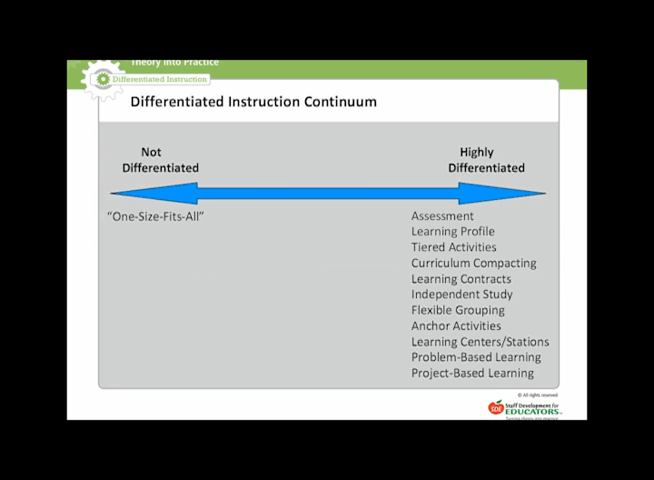 Theory Into Practice
Differentiated Instruction
Differentiated Instruction Continuum
Not
Differentiated
Highly
Differentiated
"One-Size-Fits-All"
Assessment
Learning Profile
Tiered Activities
Curriculum Compacting
Learning Contracts
Independent Study
Flexible Grouping
Anchor Activities
Learning Centers/Stations
Problem-Based Learning
Project-Based Learning
© All rights reserved
SDE
Staff Development for
EDUCATORS